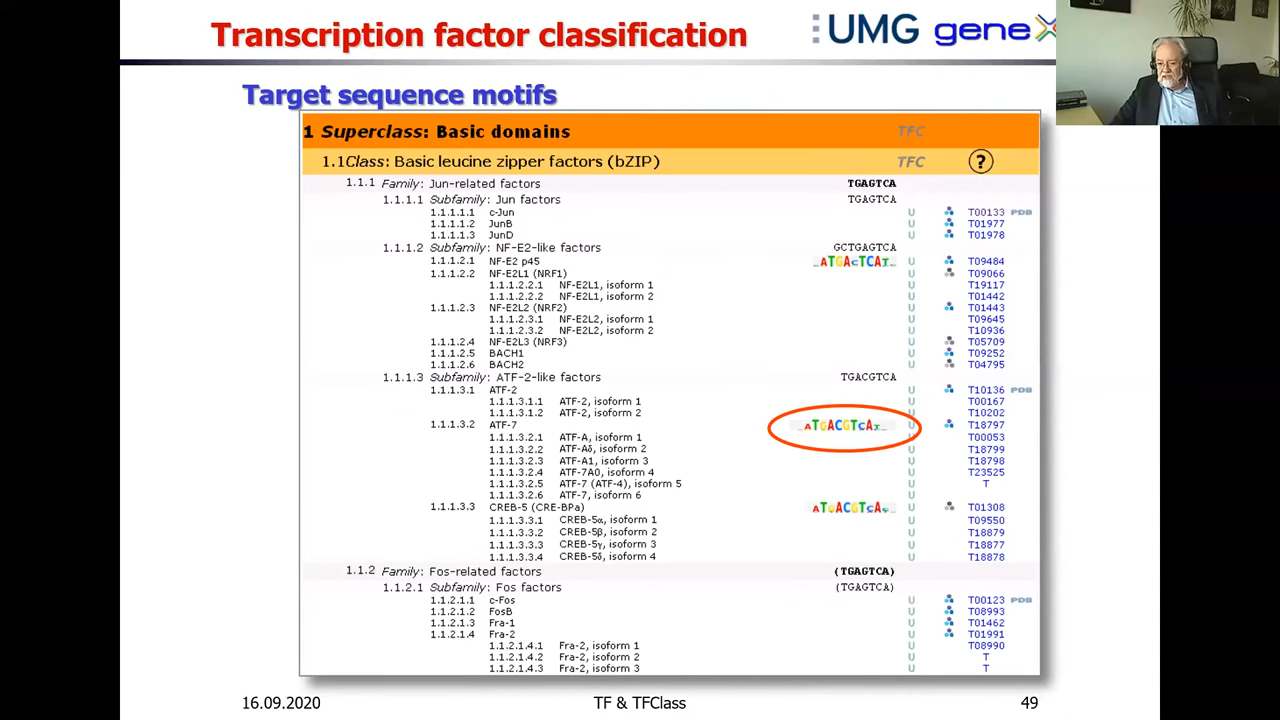 Transcription factor classification
UMG geneX
Target sequence motifs
1 Superclass: Basic domains TFC
1.1Class: Basic leucine zipper factors (bZIP) TFC ?
1.1.1 Family: Jun-related factors TGAGTCA
1.1.1.1 Subfamily: Jun factors TGAGTCA
1.1.1.1.1 c-Jun U T00133 PDB
1.1.1.1.2 JunB U T01977
1.1.1.1.3 JunD U T01978
1.1.1.2 Subfamily: NF-E2-like factors GCTGAGTCA
1.1.1.2.1 NF-E2 p45 ATGAcTCAT U T09484
1.1.1.2.2 NF-E2L1 (NRF1) U T09066
1.1.1.2.2.1 NF-E2L1, isoform 1 U T19117
1.1.1.2.2.2 NF-E2L1, isoform 2 U T01442
1.1.1.2.3 NF-E2L2 (NRF2) U T01443
1.1.1.2.3.1 NF-E2L2, isoform 1 U T09645
1.1.1.2.3.2 NF-E2L2, isoform 2 U T10936
1.1.1.2.4 NF-E2L3 (NRF3) U T05709
1.1.1.2.5 BACH1 U T09252
1.1.1.2.6 BACH2 U T04795
1.1.1.3 Subfamily: ATF-2-like factors TGACGTCA
1.1.1.3.1 ATF-2 U T10136 PDB
1.1.1.3.1.1 ATF-2, isoform 1 U T00167
1.1.1.3.1.2 ATF-2, isoform 2 U T10202
1.1.1.3.2 ATF-7 ATGACGTCAT U T18797
1.1.1.3.2.1 ATF-A, isoform 1 U T00053
1.1.1.3.2.2 ATF-Aδ, isoform 2 U T18799
1.1.1.3.2.3 ATF-A1, isoform 3 U T18798
1.1.1.3.2.4 ATF-7A0, isoform 4 U T23525
1.1.1.3.2.5 ATF-7 (ATF-4), isoform 5 U T
1.1.1.3.2.6 ATF-7, isoform 6 U
1.1.1.3.3 CREB-5 (CRE-BPa) ATGACGTCA U T01308
1.1.1.3.3.1 CREB-5α, isoform 1 U T09550
1.1.1.3.3.2 CREB-5β, isoform 2 U T18879
1.1.1.3.3.3 CREB-5γ, isoform 3 U T18877
1.1.1.3.3.4 CREB-5δ, isoform 4 U T18878
1.1.2 Family: Fos-related factors (TGAGTCA)
1.1.2.1 Subfamily: Fos factors (TGAGTCA)
1.1.2.1.1 c-Fos U T00123 PDB
1.1.2.1.2 FosB U T08993
1.1.2.1.3 Fra-1 U T01462
1.1.2.1.4 Fra-2 U T01991
1.1.2.1.4.1 Fra-2, isoform 1 U T08990
1.1.2.1.4.2 Fra-2, isoform 2 U T
1.1.2.1.4.3 Fra-2, isoform 3 U T
16.09.2020 TF & TFClass 49